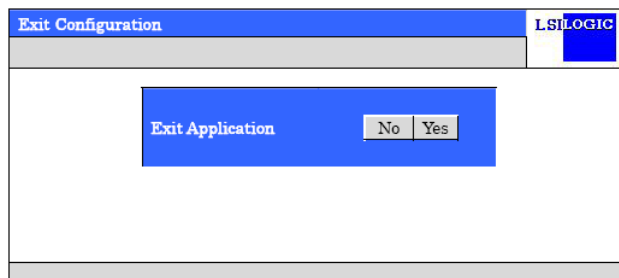 Exit Configuration
LSI LOGIC
Exit Application
No Yes